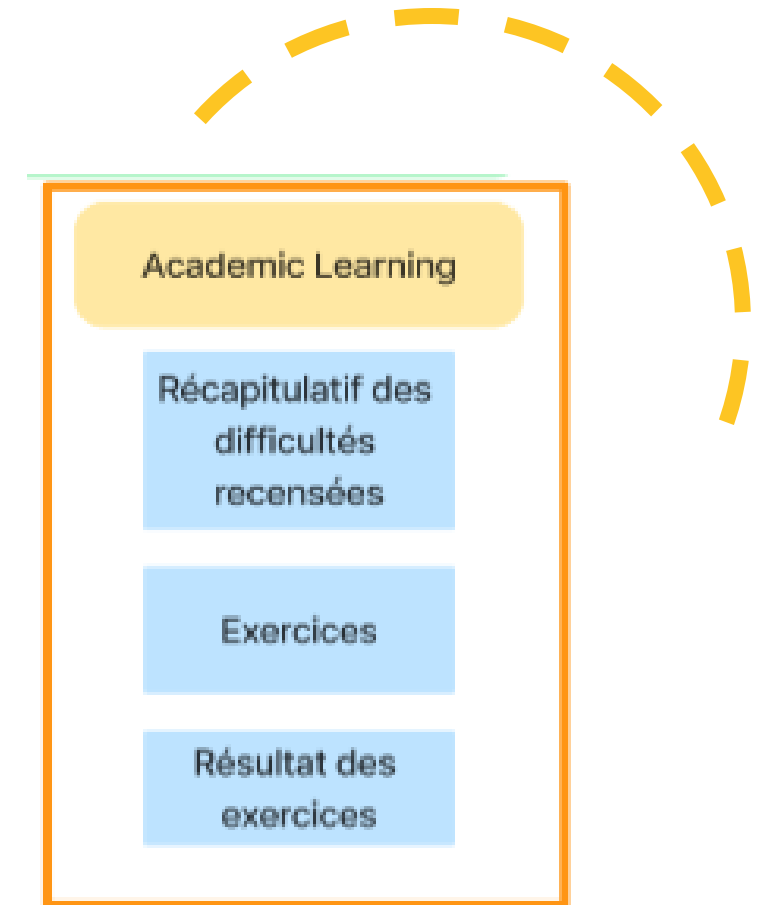 Academic Learning
Récapitulatif des
difficultés
recensées
Exercices
Résultat des
exercices